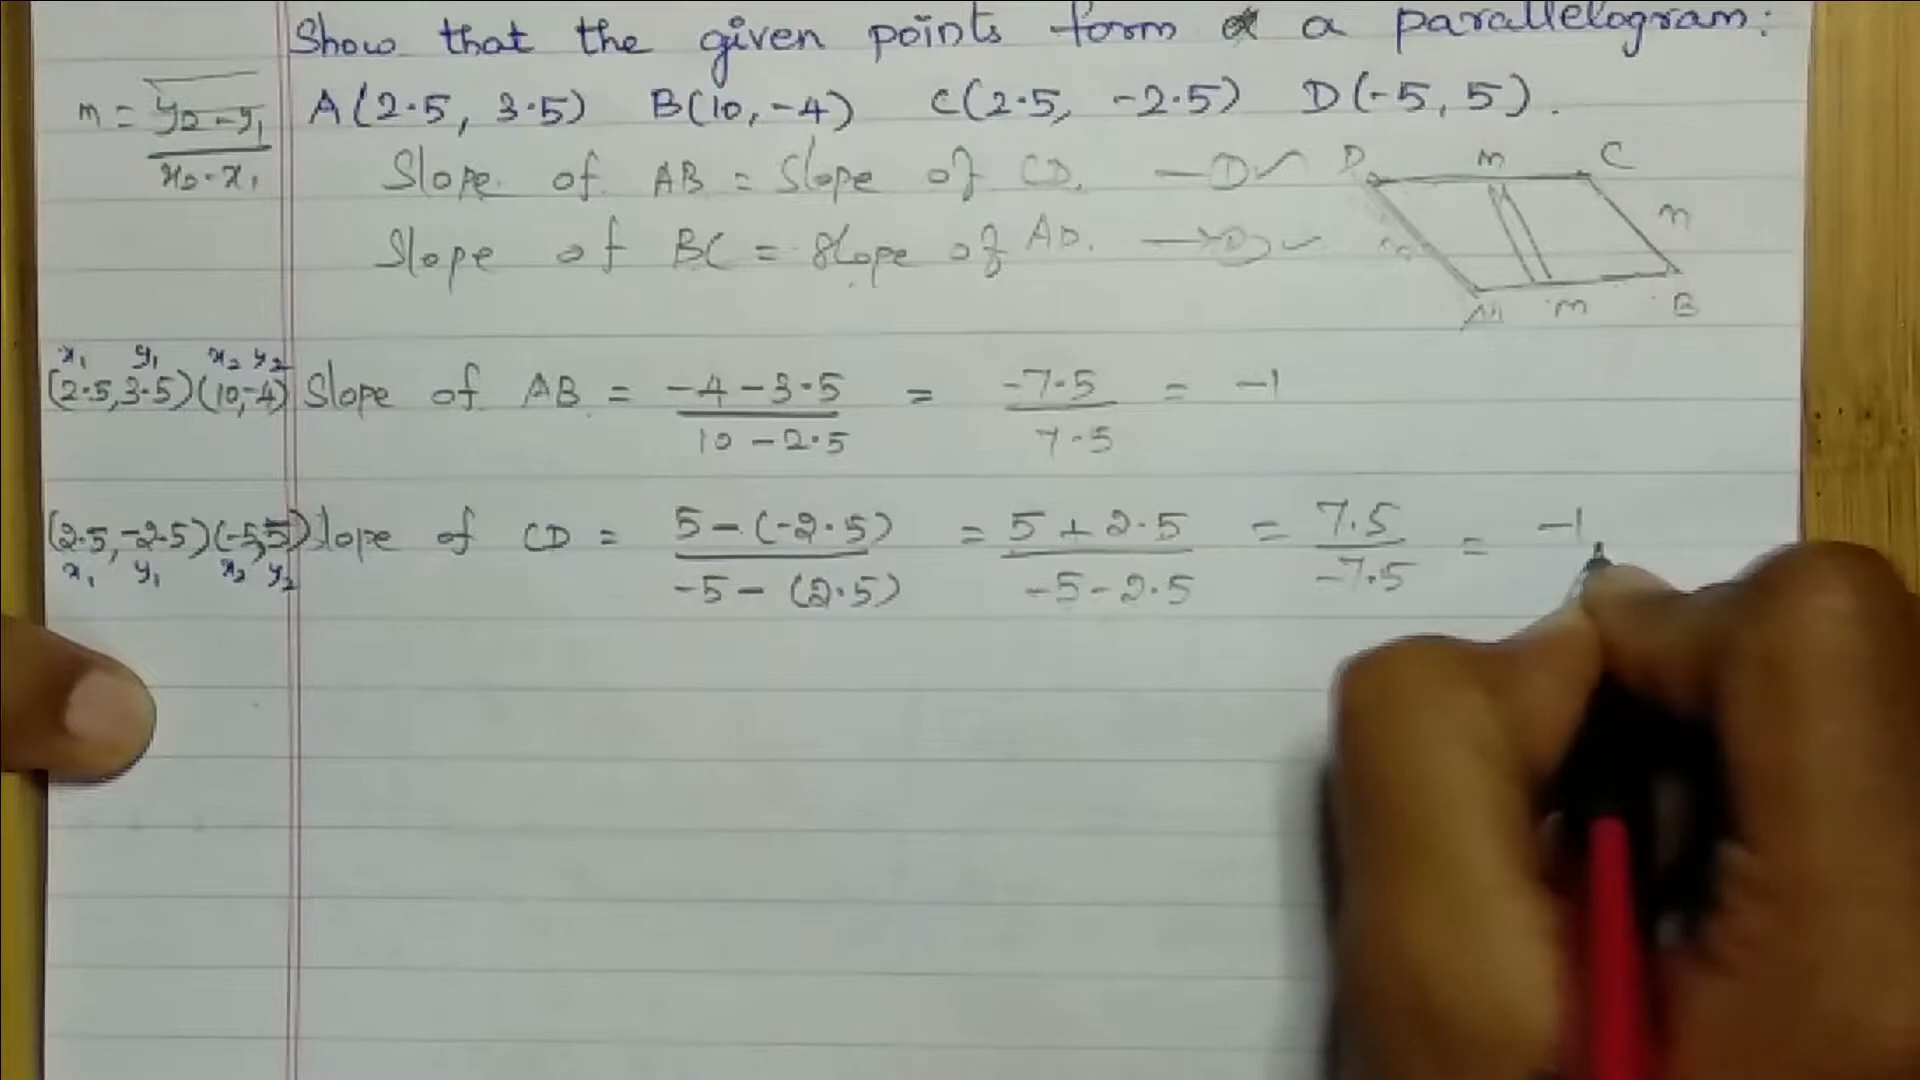 Show that the given points form a parallelogram:
A(2.5, 3.5) B(10, -4) C(2.5, -2.5) D(-5, 5).
m = y2 - y1 / x2 - x1
Slope of AB = Slope of CD. —① ✓
Slope of BC = Slope of AD. —② ✓
D m C
n
A m B
x1 y1 x2 y2
(2.5, 3.5) (10, -4) Slope of AB = -4 - 3.5 / 10 - 2.5 = -7.5 / 7.5 = -1
(2.5, -2.5) (-5, 5) Slope of CD = 5 - (-2.5) / -5 - (2.5) = 5 + 2.5 / -5 - 2.5 = 7.5 / -7.5 = -1
x1 y1 x2 y2